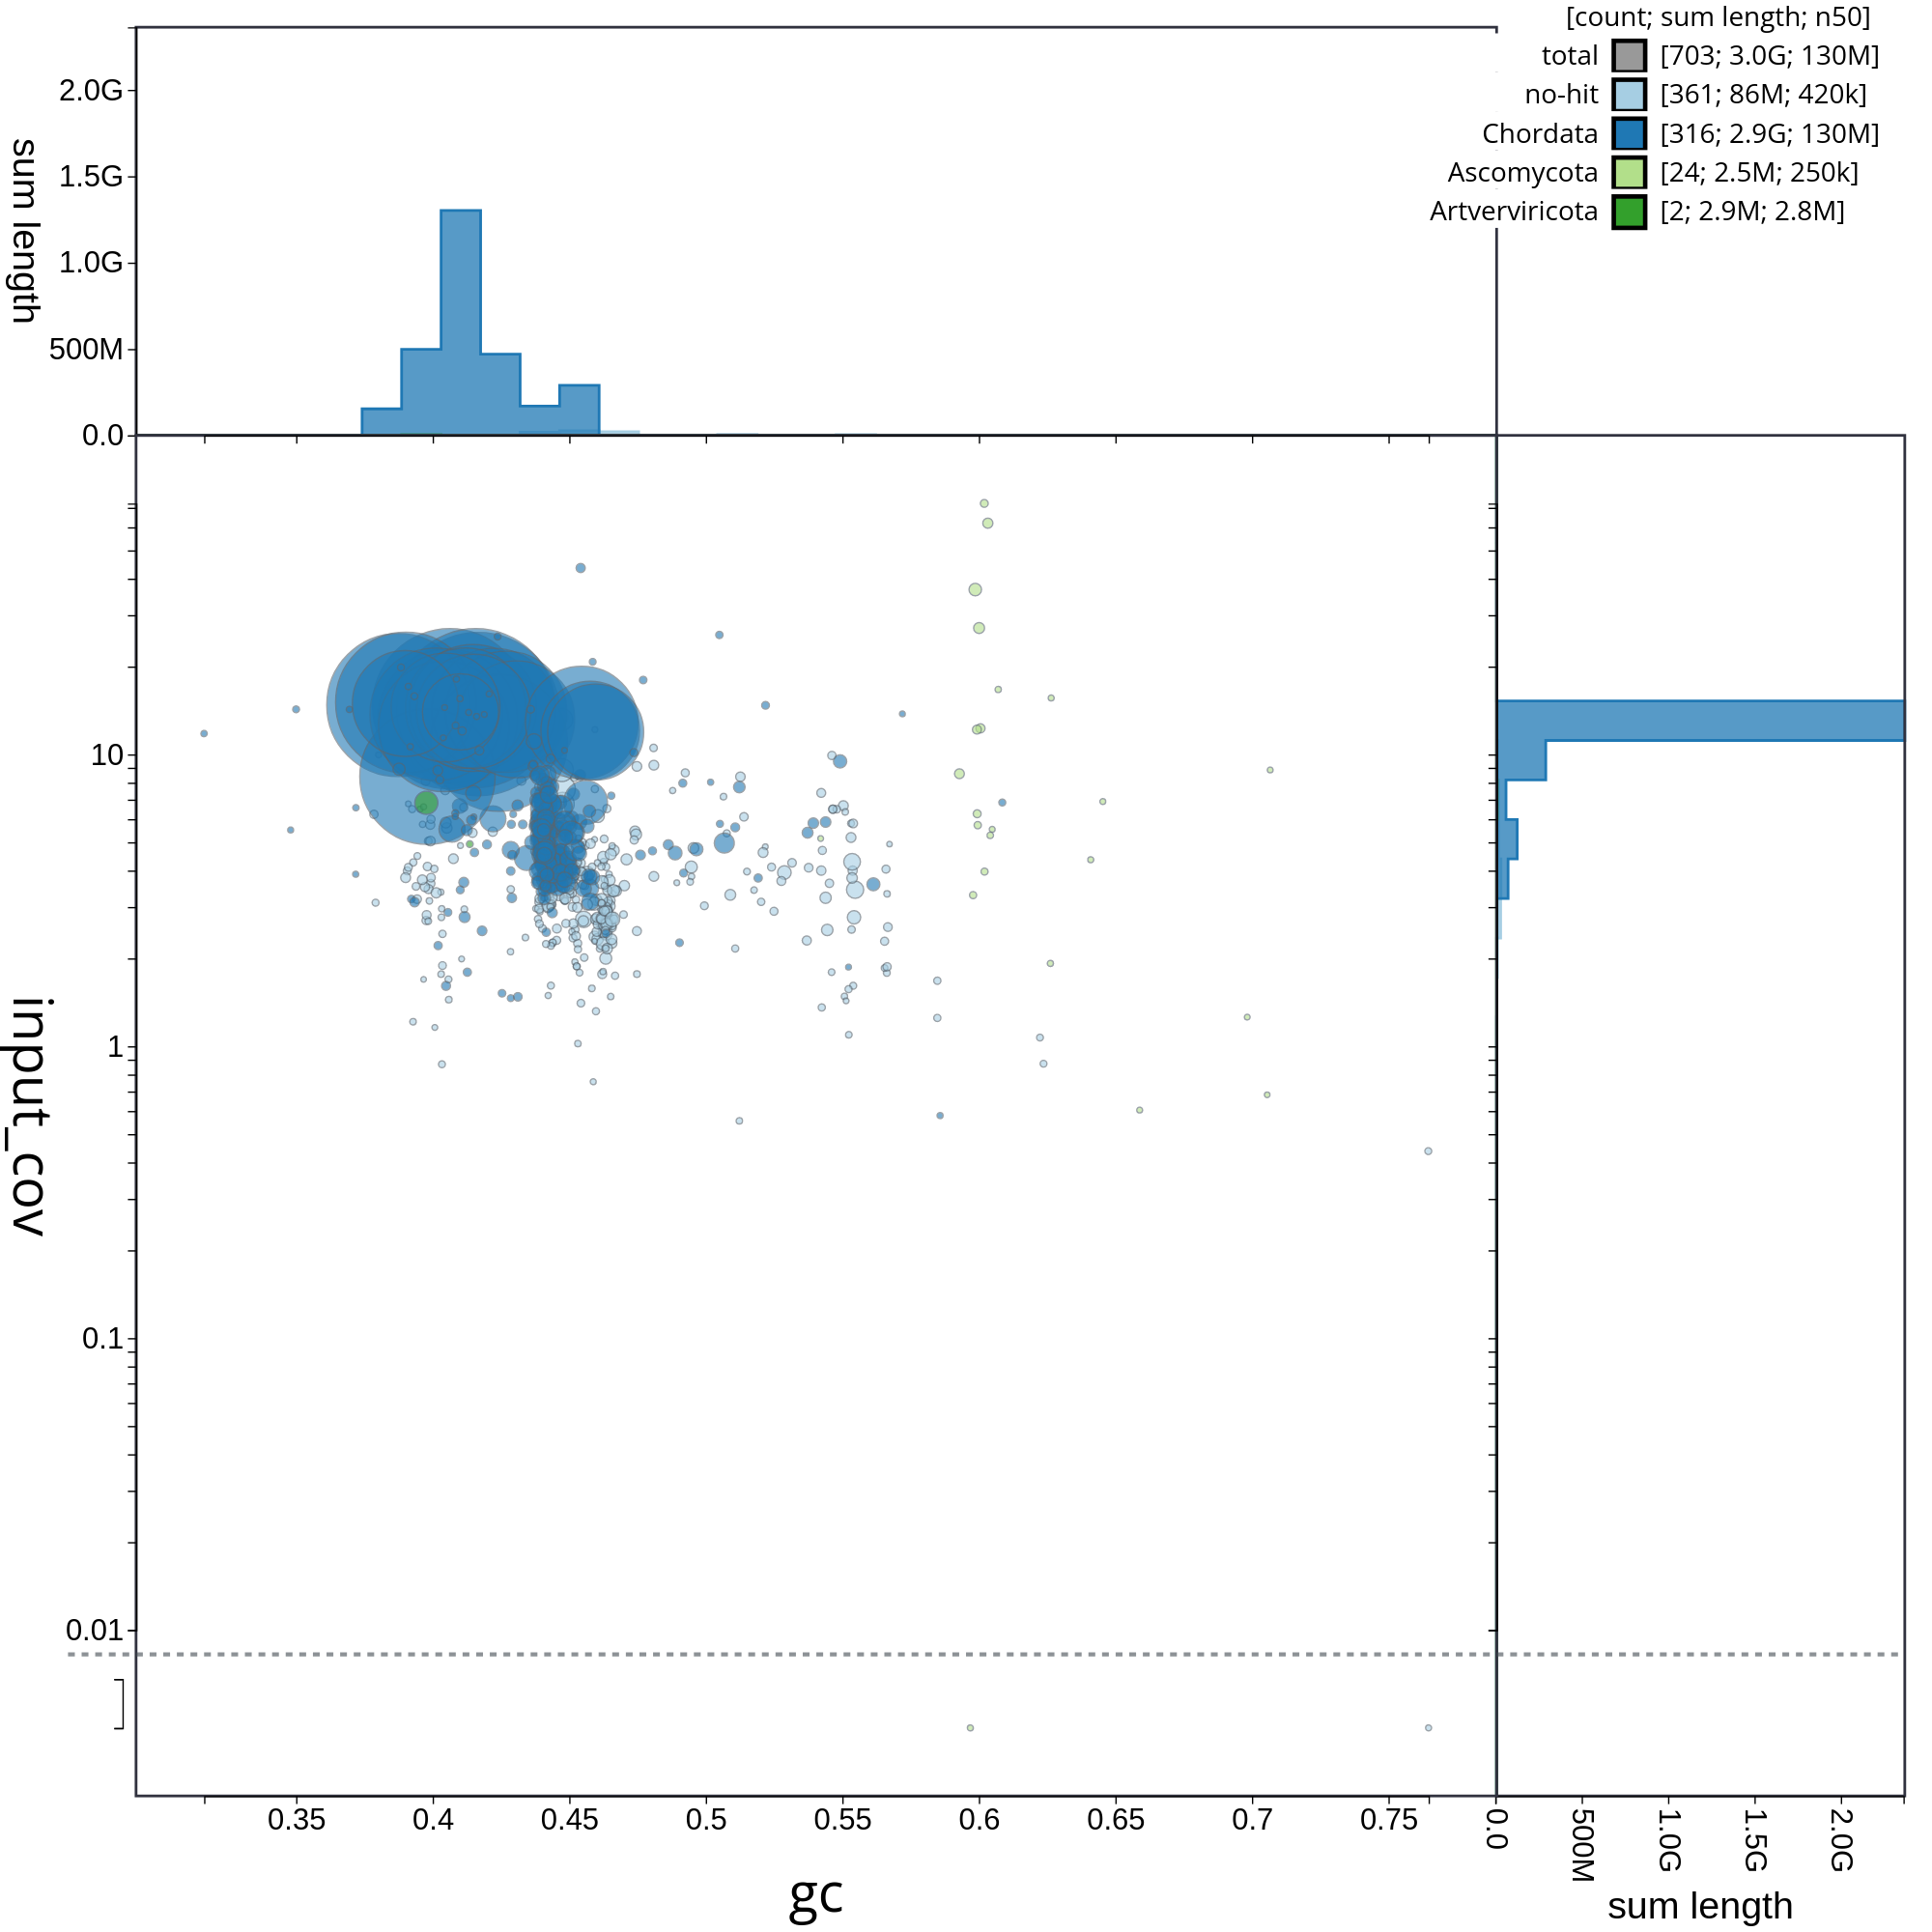 [count; sum length; n50]
total [703; 3.0G; 130M]
no-hit [361; 86M; 420k]
Chordata [316; 2.9G; 130M]
Ascomycota [24; 2.5M; 250k]
Artverviricota [2; 2.9M; 2.8M]
sum length
2.0G
1.5G
1.0G
500M
0.0
input_cov
10
1
0.1
0.01
0.35 0.4 0.45 0.5 0.55 0.6 0.65 0.7 0.75
gc
0.0 500M 1.0G 1.5G 2.0G
sum length